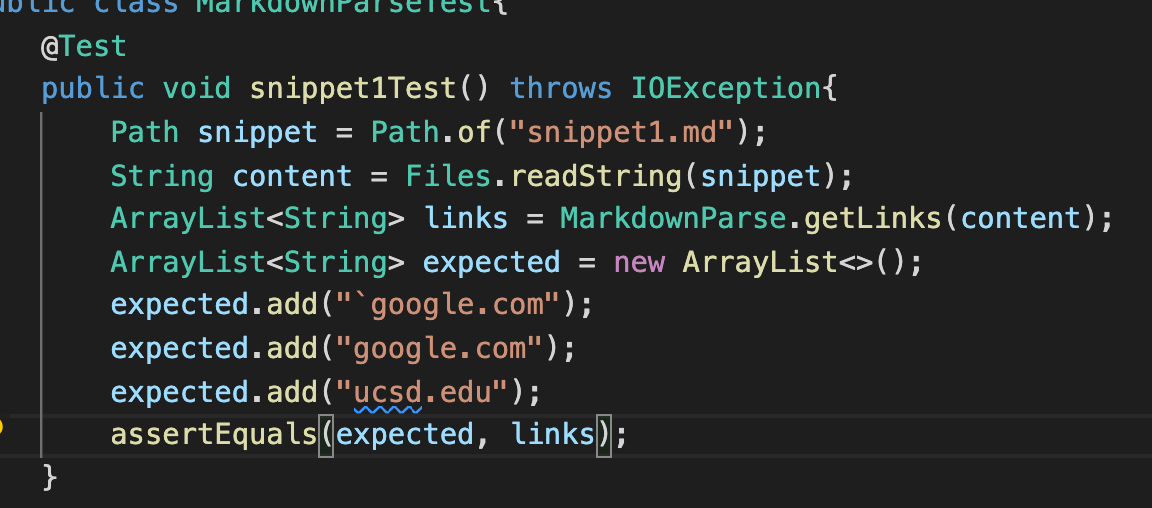 public class MarkdownParseTest{
@Test
public void snippet1Test() throws IOException{
Path snippet = Path.of("snippet1.md");
String content = Files.readString(snippet);
ArrayList<String> links = MarkdownParse.getLinks(content);
ArrayList<String> expected = new ArrayList<>();
expected.add("`google.com");
expected.add("google.com");
expected.add("ucsd.edu");
assertEquals(expected, links);
}